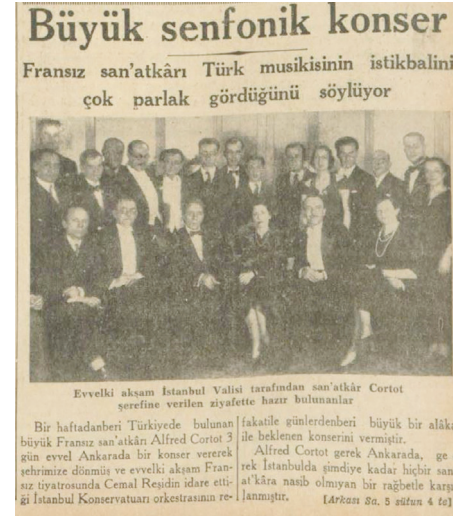 Büyük senfonik konser
Fransız san'atkârı Türk musikisinin istikbalini
çok parlak gördüğünü söylüyor
Evvelki akşam İstanbul Valisi tarafından san'atkâr Cortot
şerefine verilen ziyafette hazır bulunanlar
Bir haftadanberi Türkiyede bulunan
büyük Fransız san'atkârı Alfred Cortot 3
gün evvel Ankarada bir konser vererek
şehrimize dönmüş ve evvelki akşam Fran-
sız tiyatrosunda Cemal Reşidin idare etti-
ği İstanbul Konservatuarı orkestrasının re-
fakatile günlerdenberi büyük bir alâka
ile beklenen konserini vermiştir.
Alfred Cortot gerek Ankarada, ge
rek İstanbulda şimdiye kadar hiçbir san
at'kâra nasib olmıyan bir rağbetle karşı
lanmıştır.
[Arkası Sa. 5 sütun 4 te]